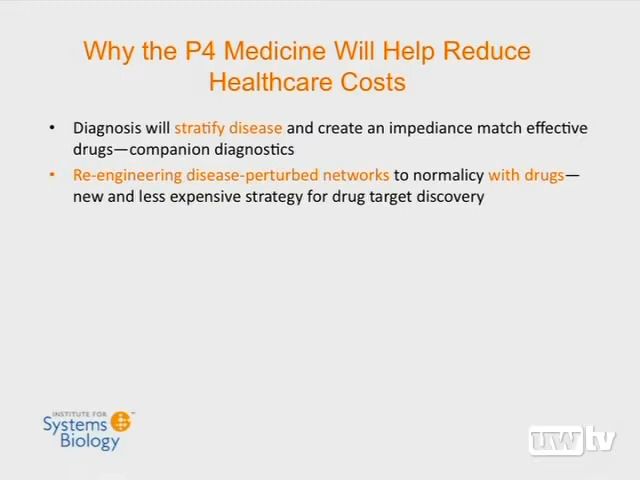 Why the P4 Medicine Will Help Reduce
Healthcare Costs
• Diagnosis will stratify disease and create an impedance match effective
drugs—companion diagnostics
• Re-engineering disease-perturbed networks to normalicy with drugs—
new and less expensive strategy for drug target discovery
INSTITUTE FOR
Systems
Biology
uwtv